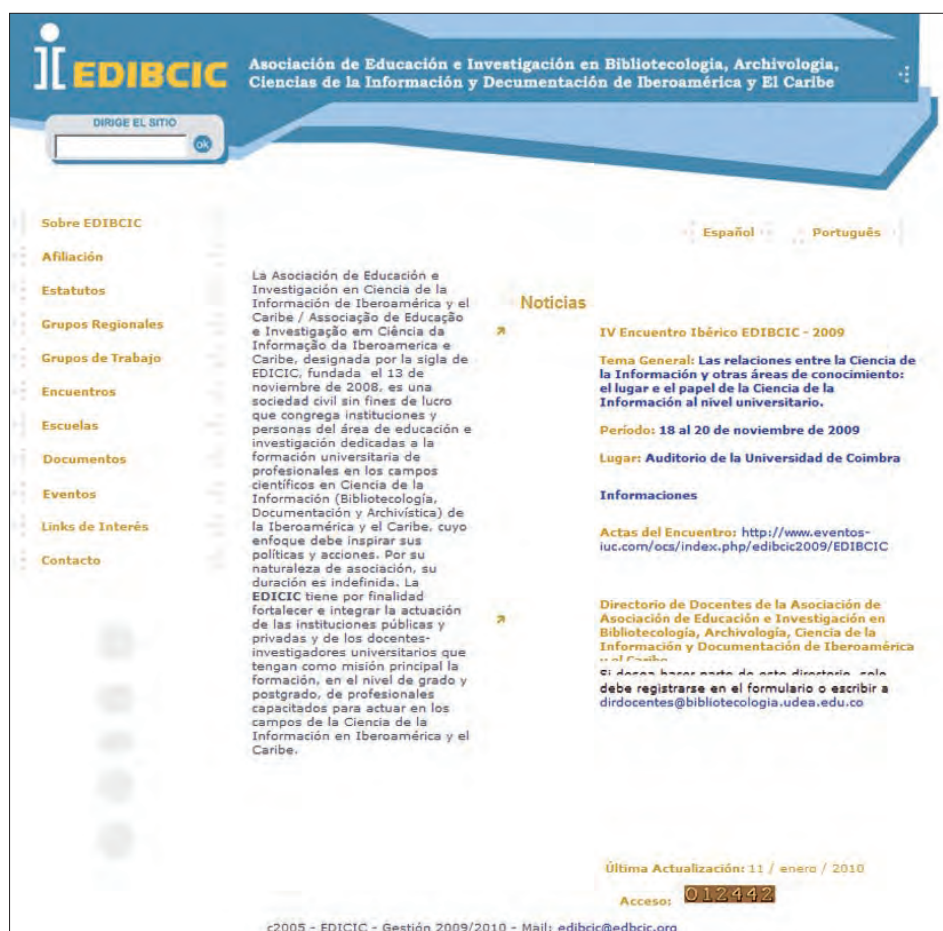 EDIBCIC
Asociación de Educación e Investigación en Bibliotecologia, Archivologia,
Ciencias de la Información y Decumentación de Iberoamérica y El Caribe
DIRIGE EL SITIO
ok
Sobre EDIBCIC
Afiliación
Estatutos
Grupos Regionales
Grupos de Trabajo
Encuentros
Escuelas
Documentos
Eventos
Links de Interés
Contacto
Español
Português
La Asociación de Educación e
Investigación en Ciencia de la
Información de Iberoamérica y el
Caribe / Associação de Educação
e Investigação em Ciência da
Informação da Iberoamerica e
Caribe, designada por la sigla de
EDICIC, fundada el 13 de
noviembre de 2008, es una
sociedad civil sin fines de lucro
que congrega instituciones y
personas del área de educación e
investigación dedicadas a la
formación universitaria de
profesionales en los campos
científicos en Ciencia de la
Información (Bibliotecología,
Documentación y Archivística) de
la Iberoamérica y el Caribe, cuyo
enfoque debe inspirar sus
políticas y acciones. Por su
naturaleza de asociación, su
duración es indefinida. La
EDICIC tiene por finalidad
fortalecer e integrar la actuación
de las instituciones públicas y
privadas y de los docentes-
investigadores universitarios que
tengan como misión principal la
formación, en el nivel de grado y
postgrado, de profesionales
capacitados para actuar en los
campos de la Ciencia de la
Información en Iberoamérica y el
Caribe.
Noticias
IV Encuentro Ibérico EDIBCIC - 2009
Tema General: Las relaciones entre la Ciencia de
la Información y otras áreas de conocimiento:
el lugar e el papel de la Ciencia de la
Información al nivel universitario.
Período: 18 al 20 de noviembre de 2009
Lugar: Auditorio de la Universidad de Coimbra
Informaciones
Actas del Encuentro: http://www.eventos-
iuc.com/ocs/index.php/edibcic2009/EDIBCIC
Directorio de Docentes de la Asociación de
Asociación de Educación e Investigación en
Bibliotecología, Archivología, Ciencia de la
Información y Documentación de Iberoamérica
y el Caribe
Si desea hacer parte de este directorio, solo
debe registrarse en el formulario o escribir a
dirdocentes@bibliotecologia.udea.edu.co
Última Actualización: 11 / enero / 2010
Acceso: 012442
c2005 - EDICIC - Gestión 2009/2010 - Mail: edibcic@edbcic.org